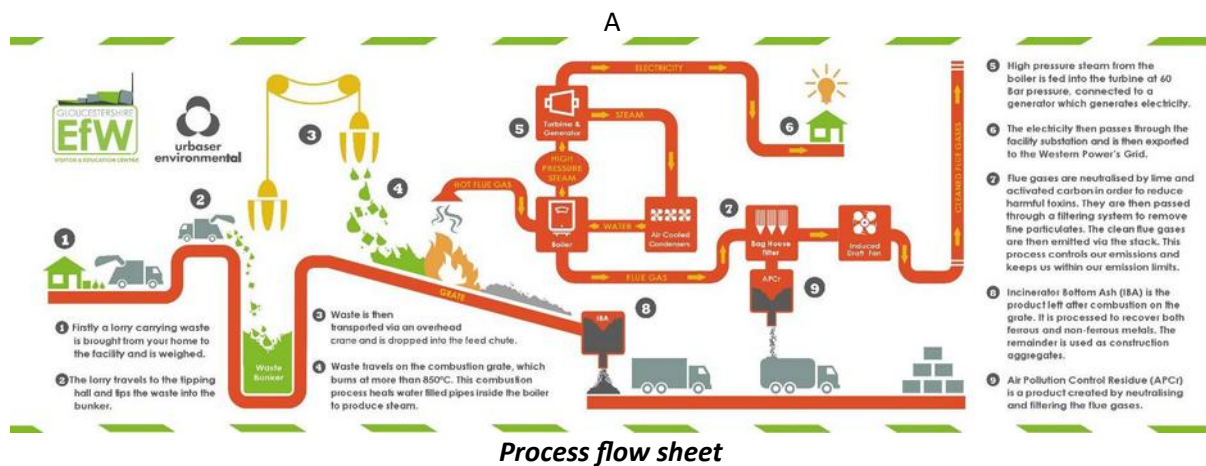 A
GLOUCESTERSHIRE
EfW
VISITOR & EDUCATION CENTRE
urbaser
environmental
1
2
3
4
HOT FLUE GAS
5
ELECTRICITY
Turbine &
Generator
STEAM
HIGH
PRESSURE
STEAM
Boiler
WATER
Air Cooled
Condensers
FLUE GAS
6
7
Bag House
Filter
Induced
Draft Fan
CLEANED FLUE GASES
APCr
9
8
IBA
GRATE
Waste
Bunker
1 Firstly a lorry carrying waste
is brought from your home to
the facility and is weighed.
2 The lorry travels to the tipping
hall and tips the waste into the
bunker.
3 Waste is then
transported via an overhead
crane and is dropped into the feed chute.
4 Waste travels on the combustion grate, which
burns at more than 850°C. This combustion
process heats water filled pipes inside the boiler
to produce steam.
5 High pressure steam from the
boiler is fed into the turbine at 60
Bar pressure, connected to a
generator which generates electricity.
6 The electricity then passes through the
facility substation and is then exported
to the Western Power's Grid.
7 Flue gases are neutralised by lime and
activated carbon in order to reduce
harmful toxins. They are then passed
through a filtering system to remove
fine particulates. The clean flue gases
are then emitted via the stack. This
process controls our emissions and
keeps us within our emission limits.
8 Incinerator Bottom Ash (IBA) is the
product left after combustion on the
grate. It is processed to recover both
ferrous and non-ferrous metals. The
remainder is used as construction
aggregates.
9 Air Pollution Control Residue (APCr)
is a product created by neutralising
and filtering the flue gases.
Process flow sheet